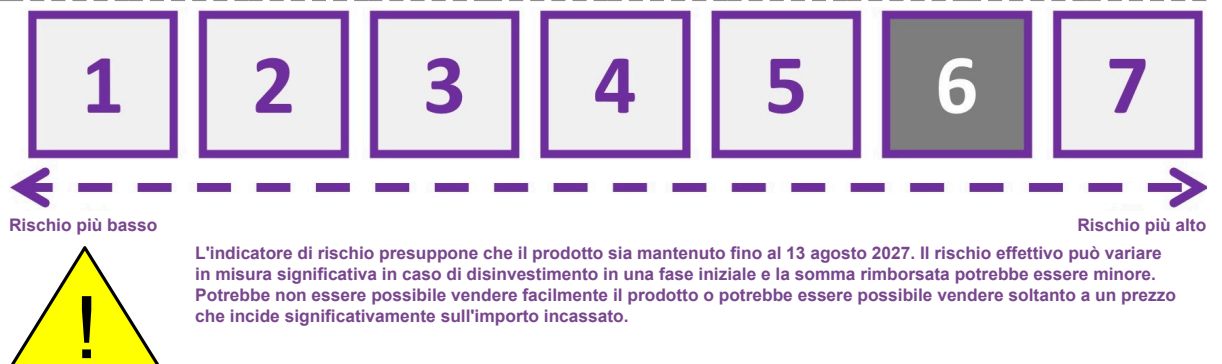 1 2 3 4 5 6 7
Rischio più basso Rischio più alto
L'indicatore di rischio presuppone che il prodotto sia mantenuto fino al 13 agosto 2027. Il rischio effettivo può variare
in misura significativa in caso di disinvestimento in una fase iniziale e la somma rimborsata potrebbe essere minore.
Potrebbe non essere possibile vendere facilmente il prodotto o potrebbe essere possibile vendere soltanto a un prezzo
che incide significativamente sull'importo incassato.
!